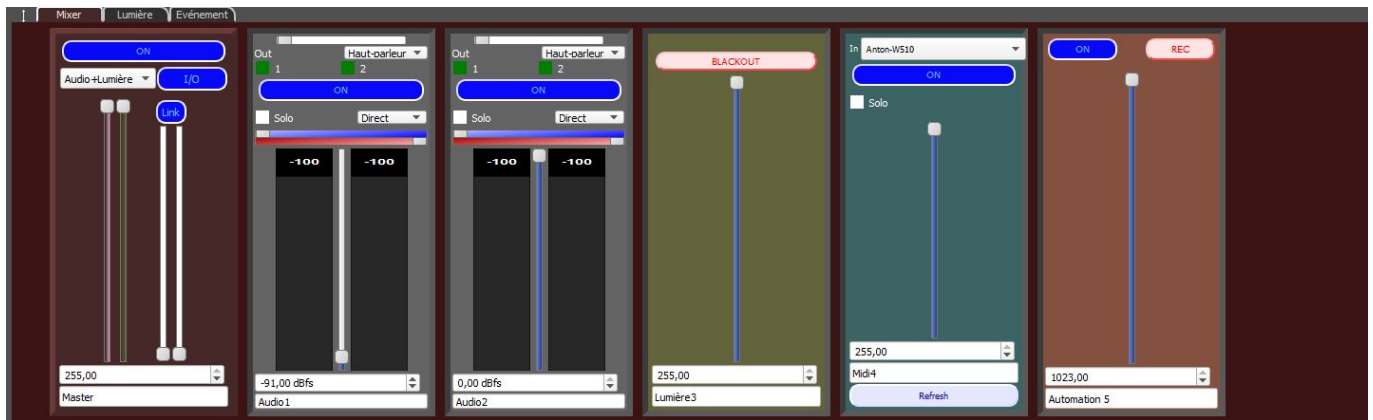 Mixer
Lumière
Evénement
ON
Audio+Lumière
I/O
Link
255,00
Master
Out
Haut-parleur
1
2
ON
Solo
Direct
-100
-100
-91,00 dBfs
Audio1
Out
Haut-parleur
1
2
ON
Solo
Direct
-100
-100
0,00 dBfs
Audio2
BLACKOUT
255,00
Lumière3
In
Anton-W510
ON
Solo
255,00
Midi4
Refresh
ON
REC
1023,00
Automation 5